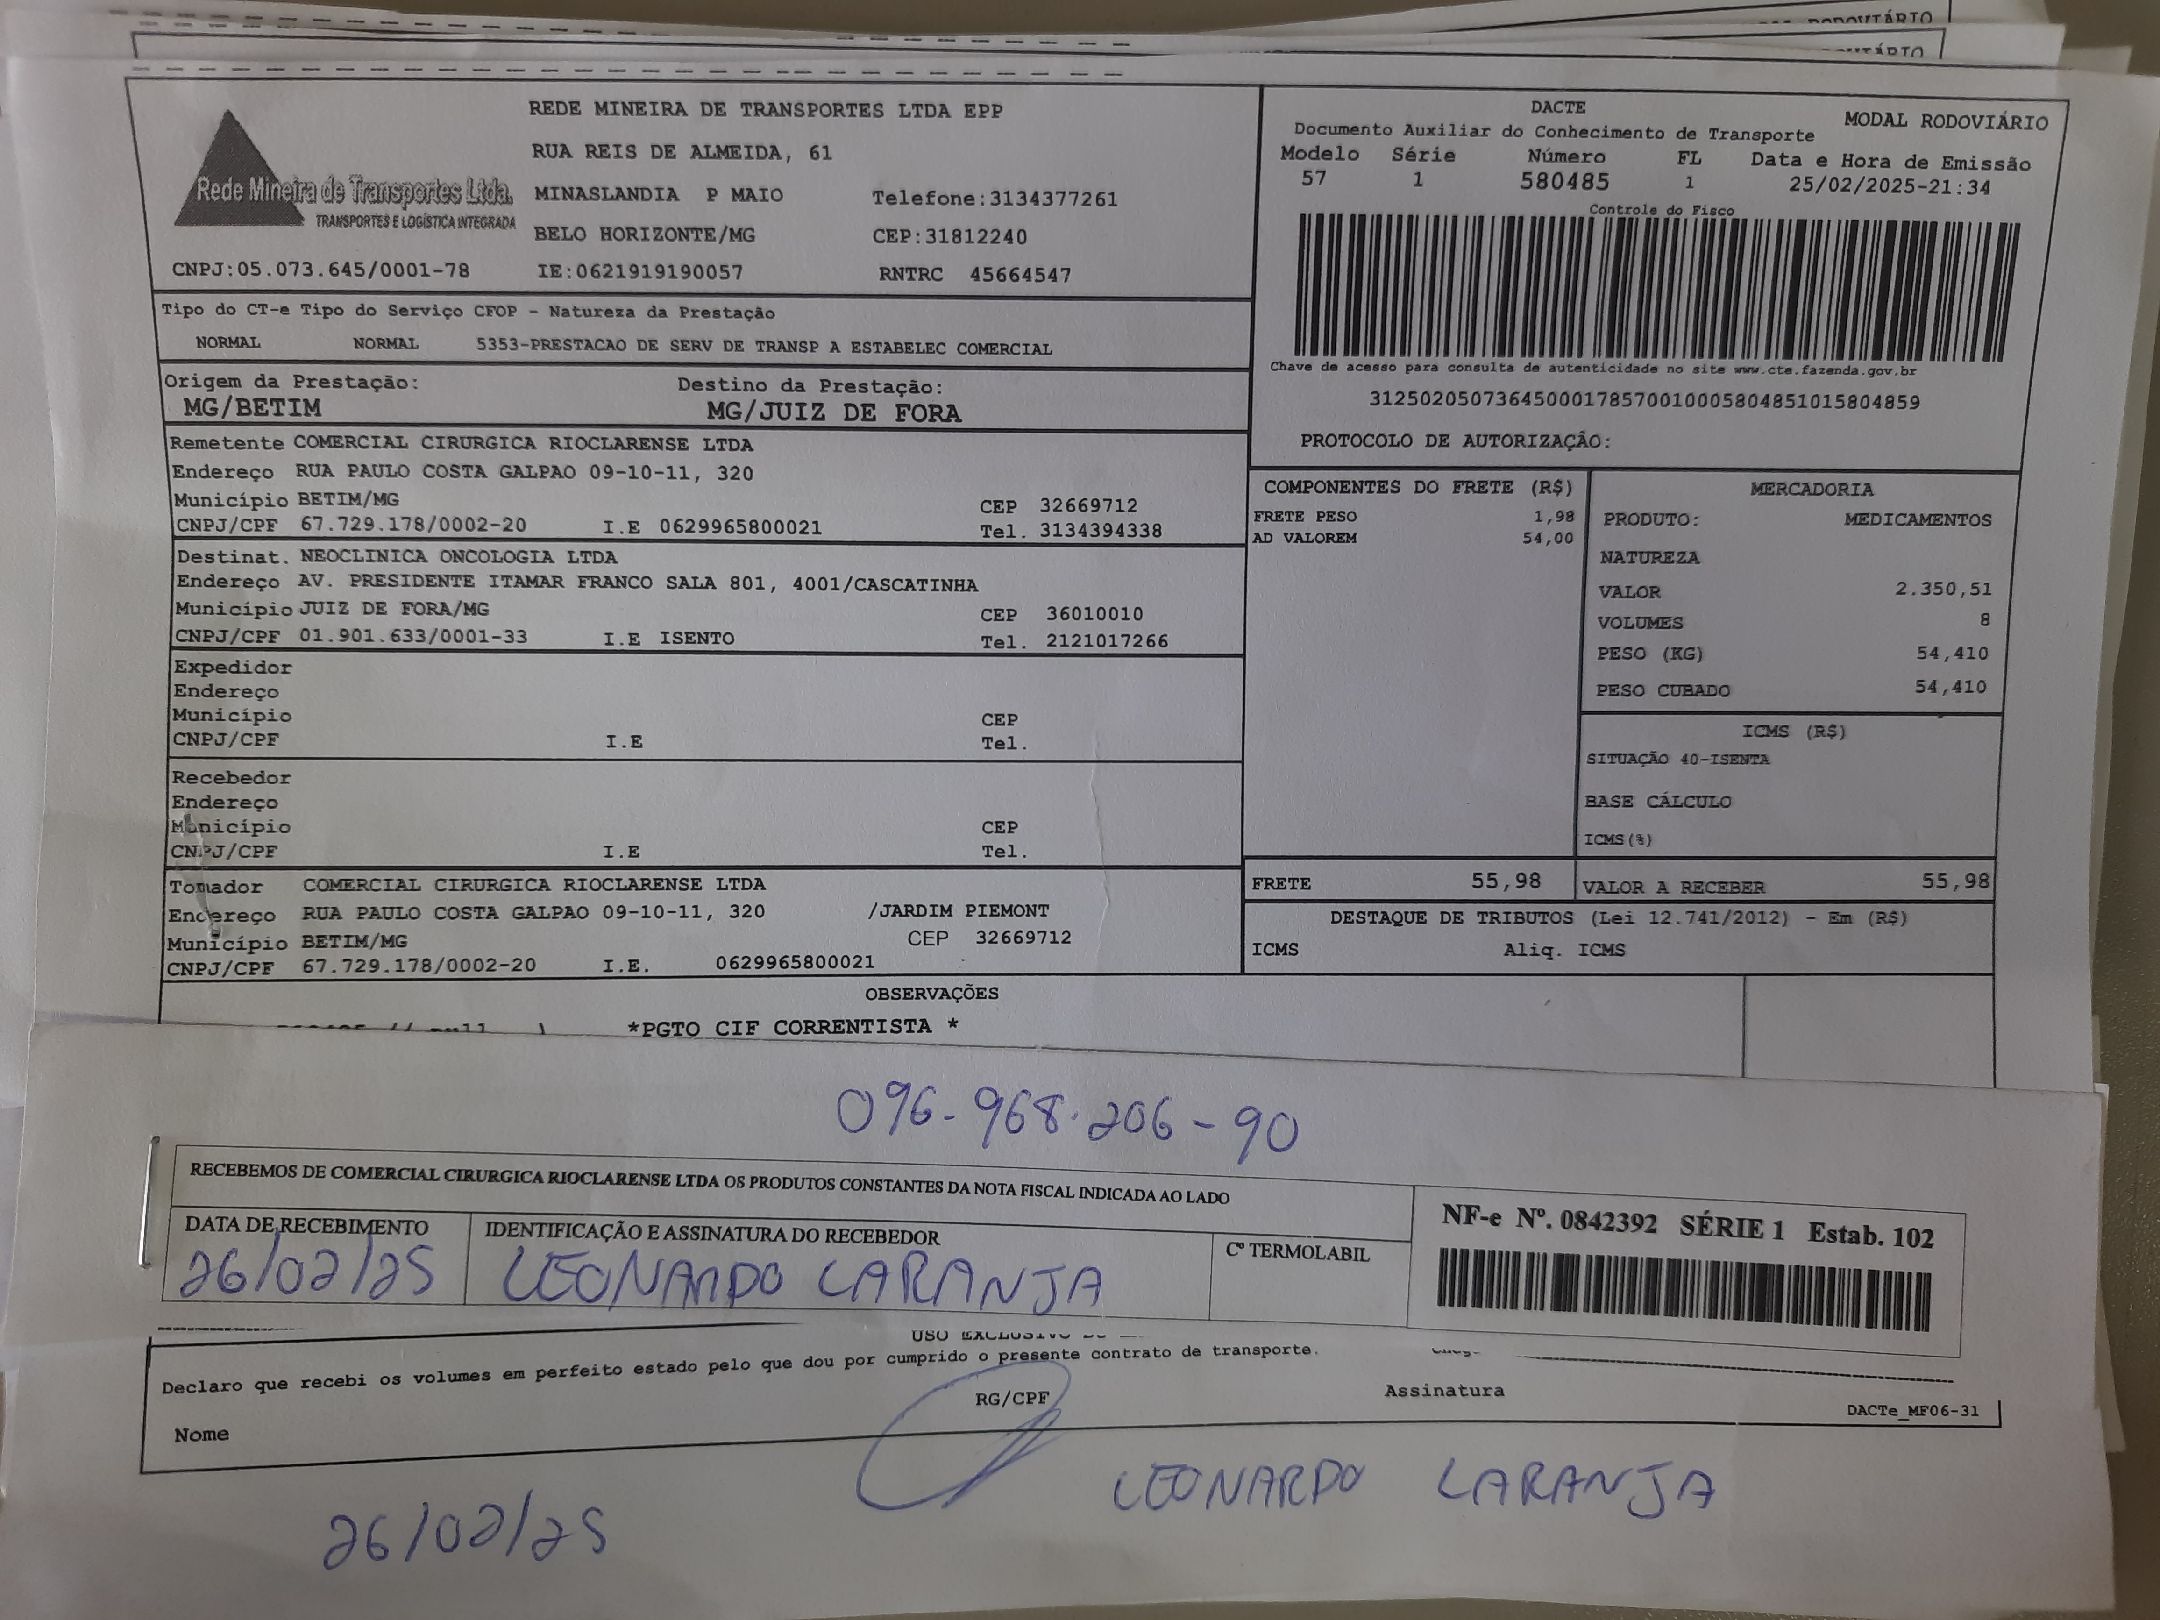 RODOVIÁRIO
REDE MINEIRA DE TRANSPORTES LTDA EPP
RUA REIS DE ALMEIDA, 61
MINASLANDIA P MAIO Telefone:3134377261
BELO HORIZONTE/MG CEP:31812240
Rede Mineira de Transportes Ltda.
TRANSPORTES E LOGÍSTICA INTEGRADA
CNPJ:05.073.645/0001-78 IE:0621919190057 RNTRC 45664547
DACTE MODAL RODOVIÁRIO
Documento Auxiliar do Conhecimento de Transporte
Modelo Série Número FL Data e Hora de Emissão
57 1 580485 1 25/02/2025-21:34
Controle do Fisco
Chave de acesso para consulta de autenticidade no site www.cte.fazenda.gov.br
31250205073645000178570010005804851015804859
PROTOCOLO DE AUTORIZAÇÃO:
Tipo do CT-e Tipo do Serviço CFOP - Natureza da Prestação
NORMAL NORMAL 5353-PRESTACAO DE SERV DE TRANSP A ESTABELEC COMERCIAL
Origem da Prestação: Destino da Prestação:
MG/BETIM MG/JUIZ DE FORA
Remetente COMERCIAL CIRURGICA RIOCLARENSE LTDA
Endereço RUA PAULO COSTA GALPAO 09-10-11, 320
Município BETIM/MG CEP 32669712
CNPJ/CPF 67.729.178/0002-20 I.E 0629965800021 Tel. 3134394338
Destinat. NEOCLINICA ONCOLOGIA LTDA
Endereço AV. PRESIDENTE ITAMAR FRANCO SALA 801, 4001/CASCATINHA
Município JUIZ DE FORA/MG CEP 36010010
CNPJ/CPF 01.901.633/0001-33 I.E ISENTO Tel. 2121017266
Expedidor
Endereço
Município CEP
CNPJ/CPF I.E Tel.
Recebedor
Endereço
Município CEP
CNPJ/CPF I.E Tel.
Tomador COMERCIAL CIRURGICA RIOCLARENSE LTDA
Endereço RUA PAULO COSTA GALPAO 09-10-11, 320 /JARDIM PIEMONT
Município BETIM/MG CEP 32669712
CNPJ/CPF 67.729.178/0002-20 I.E. 0629965800021
COMPONENTES DO FRETE (R$)
FRETE PESO 1,98
AD VALOREM 54,00
MERCADORIA
PRODUTO: MEDICAMENTOS
NATUREZA
VALOR 2.350,51
VOLUMES 8
PESO (KG) 54,410
PESO CUBADO 54,410
ICMS (R$)
SITUAÇÃO 40-ISENTA
BASE CÁLCULO
ICMS(%)
FRETE 55,98 VALOR A RECEBER 55,98
DESTAQUE DE TRIBUTOS (Lei 12.741/2012) - Em (R$)
ICMS Aliq. ICMS
OBSERVAÇÕES
*PGTO CIF CORRENTISTA *
096-968.206-90
RECEBEMOS DE COMERCIAL CIRURGICA RIOCLARENSE LTDA OS PRODUTOS CONSTANTES DA NOTA FISCAL INDICADA AO LADO
DATA DE RECEBIMENTO IDENTIFICAÇÃO E ASSINATURA DO RECEBEDOR Cº TERMOLABIL
26/02/25 LEONARDO LARANJA
NF-e Nº. 0842392 SÉRIE 1 Estab. 102
USO EXCLUSIVO
Declaro que recebi os volumes em perfeito estado pelo que dou por cumprido o presente contrato de transporte.
Nome RG/CPF Assinatura
DACTe_MF06-31
LEONARDO LARANJA
26/02/25